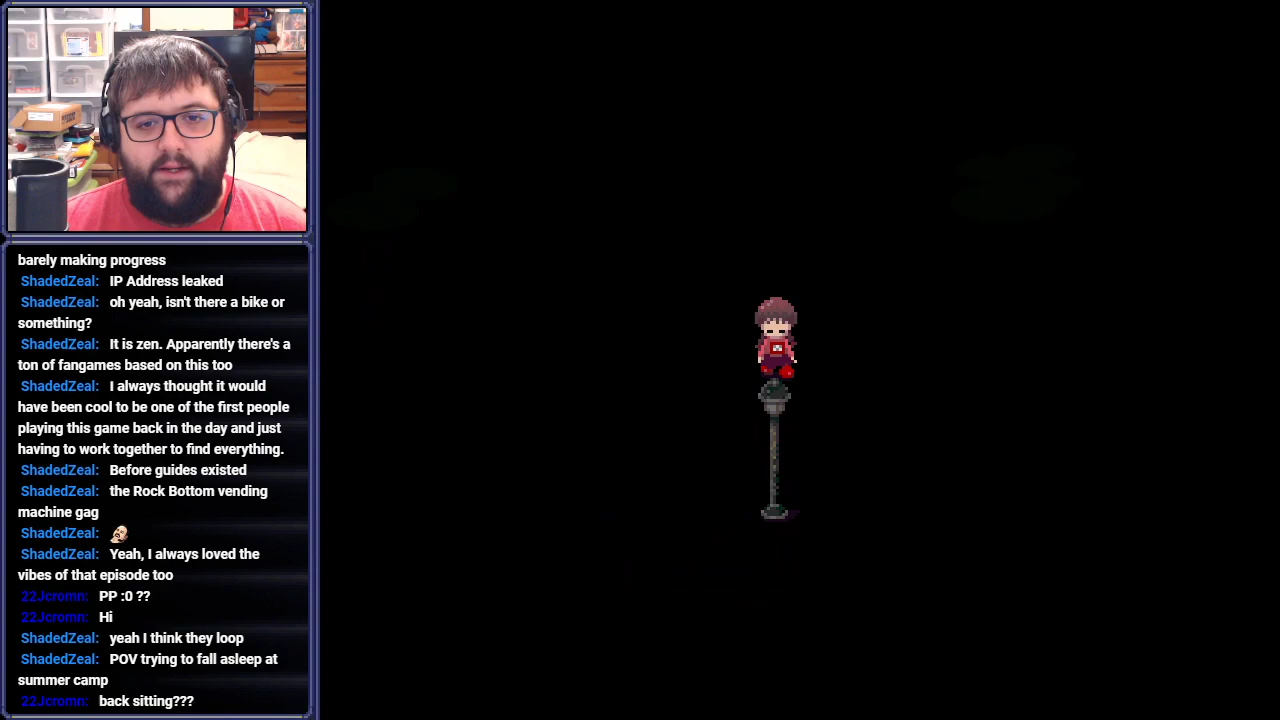 barely making progress
ShadedZeal: IP Address leaked
ShadedZeal: oh yeah, isn't there a bike or
something?
ShadedZeal: It is zen. Apparently there's a
ton of fangames based on this too
ShadedZeal: I always thought it would
have been cool to be one of the first people
playing this game back in the day and just
having to work together to find everything.
ShadedZeal: Before guides existed
ShadedZeal: the Rock Bottom vending
machine gag
ShadedZeal:
ShadedZeal: Yeah, I always loved the
vibes of that episode too
22Jcromn: PP :0 ??
22Jcromn: Hi
ShadedZeal: yeah I think they loop
ShadedZeal: POV trying to fall asleep at
summer camp
22Jcromn: back sitting???